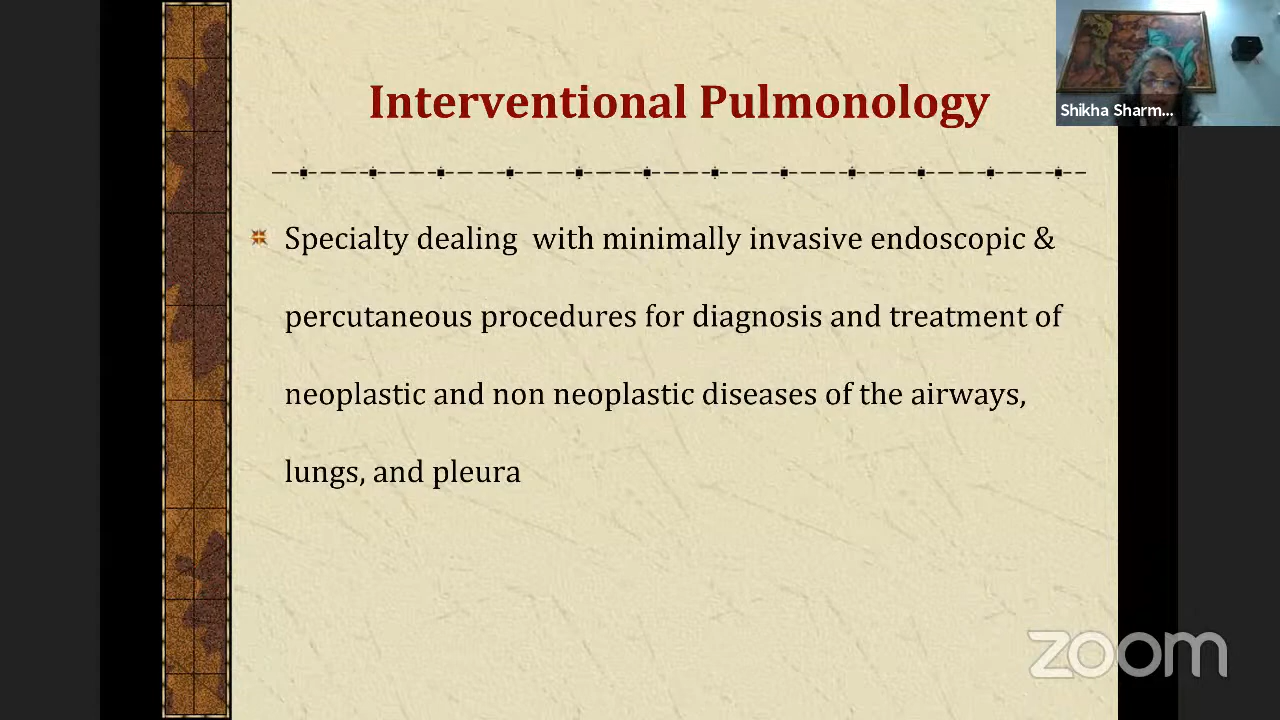 Interventional Pulmonology
Shikha Sharm...
Specialty dealing with minimally invasive endoscopic &
percutaneous procedures for diagnosis and treatment of
neoplastic and non neoplastic diseases of the airways,
lungs, and pleura
zoom